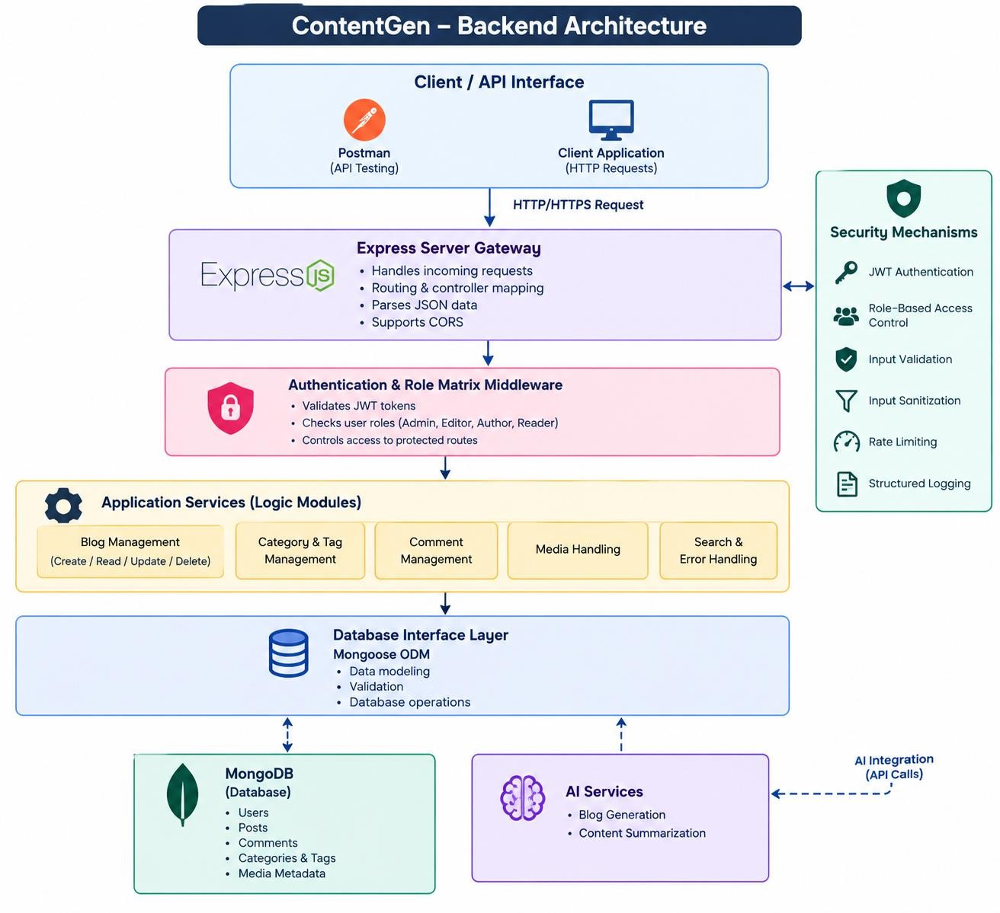 ContentGen – Backend Architecture
Client / API Interface
Postman
(API Testing)
Client Application
(HTTP Requests)
HTTP/HTTPS Request
Express JS
Express Server Gateway
• Handles incoming requests
• Routing & controller mapping
• Parses JSON data
• Supports CORS
Security Mechanisms
JWT Authentication
Role-Based Access
Control
Input Validation
Input Sanitization
Rate Limiting
Structured Logging
Authentication & Role Matrix Middleware
• Validates JWT tokens
• Checks user roles (Admin, Editor, Author, Reader)
• Controls access to protected routes
Application Services (Logic Modules)
Blog Management
(Create / Read / Update / Delete)
Category & Tag
Management
Comment
Management
Media Handling
Search &
Error Handling
Database Interface Layer
Mongoose ODM
• Data modeling
• Validation
• Database operations
MongoDB
(Database)
• Users
• Posts
• Comments
• Categories & Tags
• Media Metadata
AI Services
• Blog Generation
• Content Summarization
AI Integration
(API Calls)